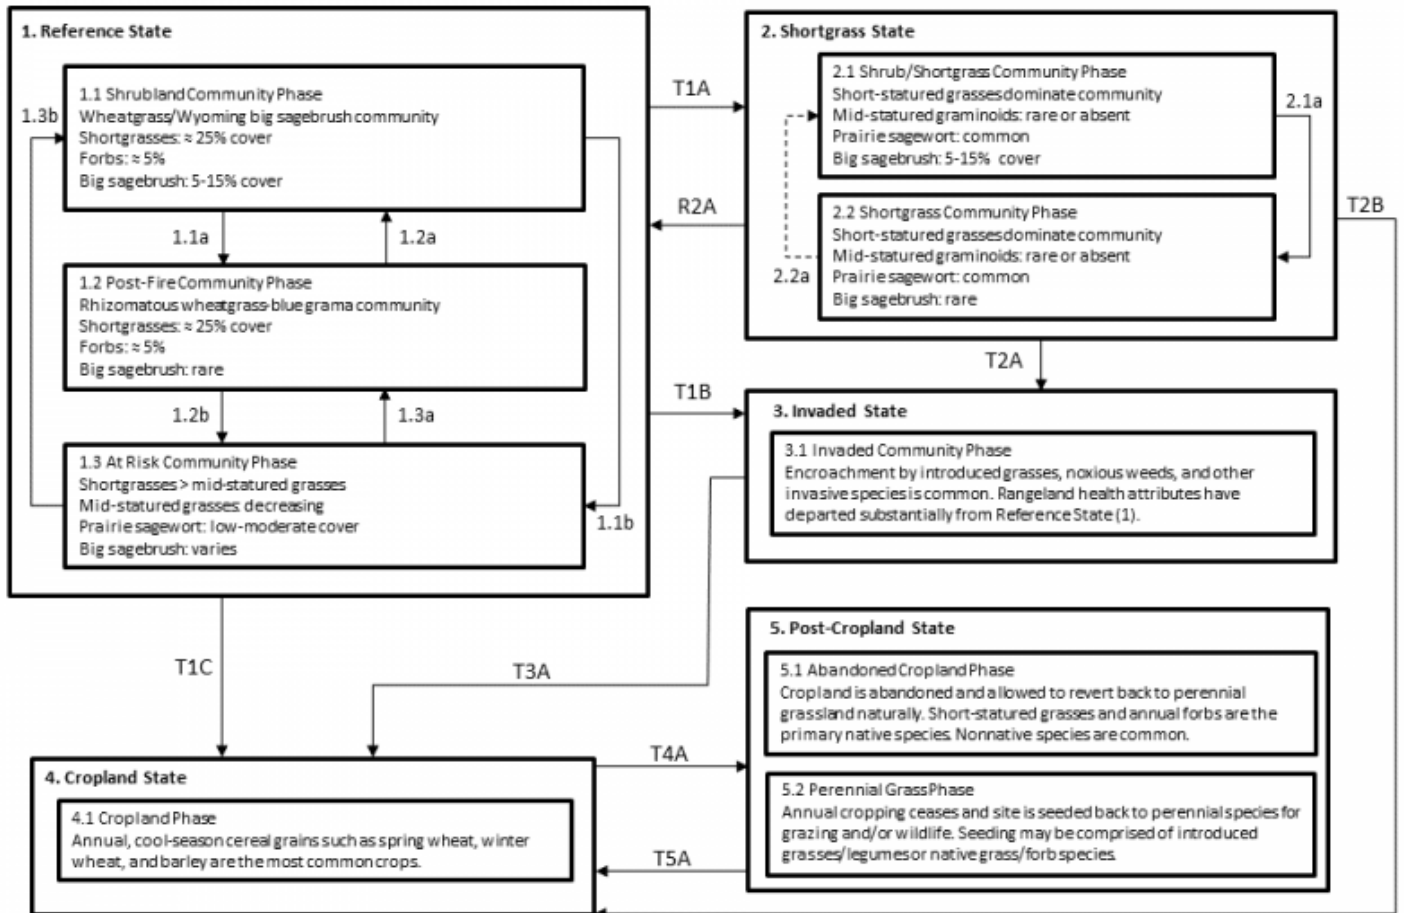 1. Reference State
1.1 Shrubland Community Phase
Wheatgrass/Wyoming big sagebrush community
Shortgrasses: ≈ 25% cover
Forbs: ≈ 5%
Big sagebrush: 5-15% cover
1.3b
1.1a
1.2a
1.2 Post-Fire Community Phase
Rhizomatous wheatgrass-blue grama community
Shortgrasses: ≈ 25% cover
Forbs: ≈ 5%
Big sagebrush: rare
1.2b
1.3a
1.3 At Risk Community Phase
Shortgrasses > mid-statured grasses
Mid-statured grasses: decreasing
Prairie sagewort: low-moderate cover
Big sagebrush: varies
1.1b
T1A
R2A
T1B
2. Shortgrass State
2.1 Shrub/Shortgrass Community Phase
Short-statured grasses dominate community
Mid-statured graminoids: rare or absent
Prairie sagewort: common
Big sagebrush: 5-15% cover
2.1a
2.2 Shortgrass Community Phase
Short-statured grasses dominate community
Mid-statured graminoids: rare or absent
Prairie sagewort: common
Big sagebrush: rare
2.2a
T2B
T2A
3. Invaded State
3.1 Invaded Community Phase
Encroachment by introduced grasses, noxious weeds, and other
invasive species is common. Rangeland health attributes have
departed substantially from Reference State (1).
T1C
T3A
4. Cropland State
4.1 Cropland Phase
Annual, cool-season cereal grains such as spring wheat, winter
wheat, and barley are the most common crops.
T4A
T5A
5. Post-Cropland State
5.1 Abandoned Cropland Phase
Cropland is abandoned and allowed to revert back to perennial
grassland naturally. Short-statured grasses and annual forbs are the
primary native species. Nonnative species are common.
5.2 Perennial Grass Phase
Annual cropping ceases and site is seeded back to perennial species for
grazing and/or wildlife. Seeding may be comprised of introduced
grasses/legumes or native grass/forb species.